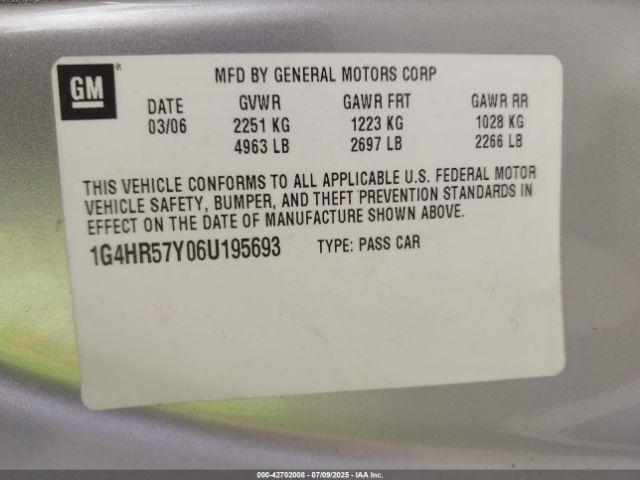 GM
MFD BY GENERAL MOTORS CORP
DATE GVWR GAWR FRT GAWR RR
03/06 2251 KG 1223 KG 1028 KG
4963 LB 2697 LB 2266 LB
THIS VEHICLE CONFORMS TO ALL APPLICABLE U.S. FEDERAL MOTOR
VEHICLE SAFETY, BUMPER, AND THEFT PREVENTION STANDARDS IN
EFFECT ON THE DATE OF MANUFACTURE SHOWN ABOVE.
1G4HR57Y06U195693 TYPE: PASS CAR
000-42702008 - 07/09/2025 - IAAI.COM